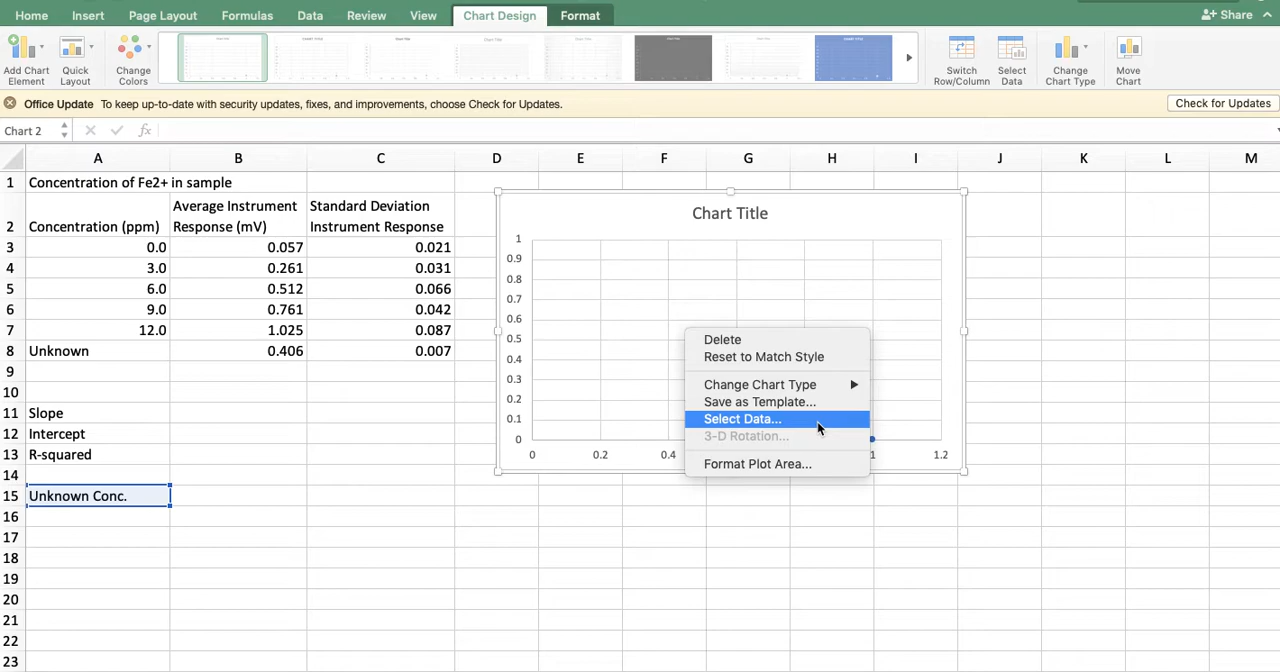 Home Insert Page Layout Formulas Data Review View Chart Design Format Share
Add Chart Element
Quick Layout
Change Colors
Switch Row/Column
Select Data
Change Chart Type
Move Chart
Office Update To keep up-to-date with security updates, fixes, and improvements, choose Check for Updates. Check for Updates
Chart 2 fx
A B C D E F G H I J K L M
1 Concentration of Fe2+ in sample
2 Concentration (ppm) Average Instrument Response (mV) Standard Deviation Instrument Response
3 0.0 0.057 0.021
4 3.0 0.261 0.031
5 6.0 0.512 0.066
6 9.0 0.761 0.042
7 12.0 1.025 0.087
8 Unknown 0.406 0.007
9
10
11 Slope
12 Intercept
13 R-squared
14
15 Unknown Conc.
16
17
18
19
20
21
22
23
Chart Title
1
0.9
0.8
0.7
0.6
0.5
0.4
0.3
0.2
0.1
0
0 0.2 0.4 1 1.2
Delete
Reset to Match Style
Change Chart Type
Save as Template...
Select Data...
3-D Rotation...
Format Plot Area...